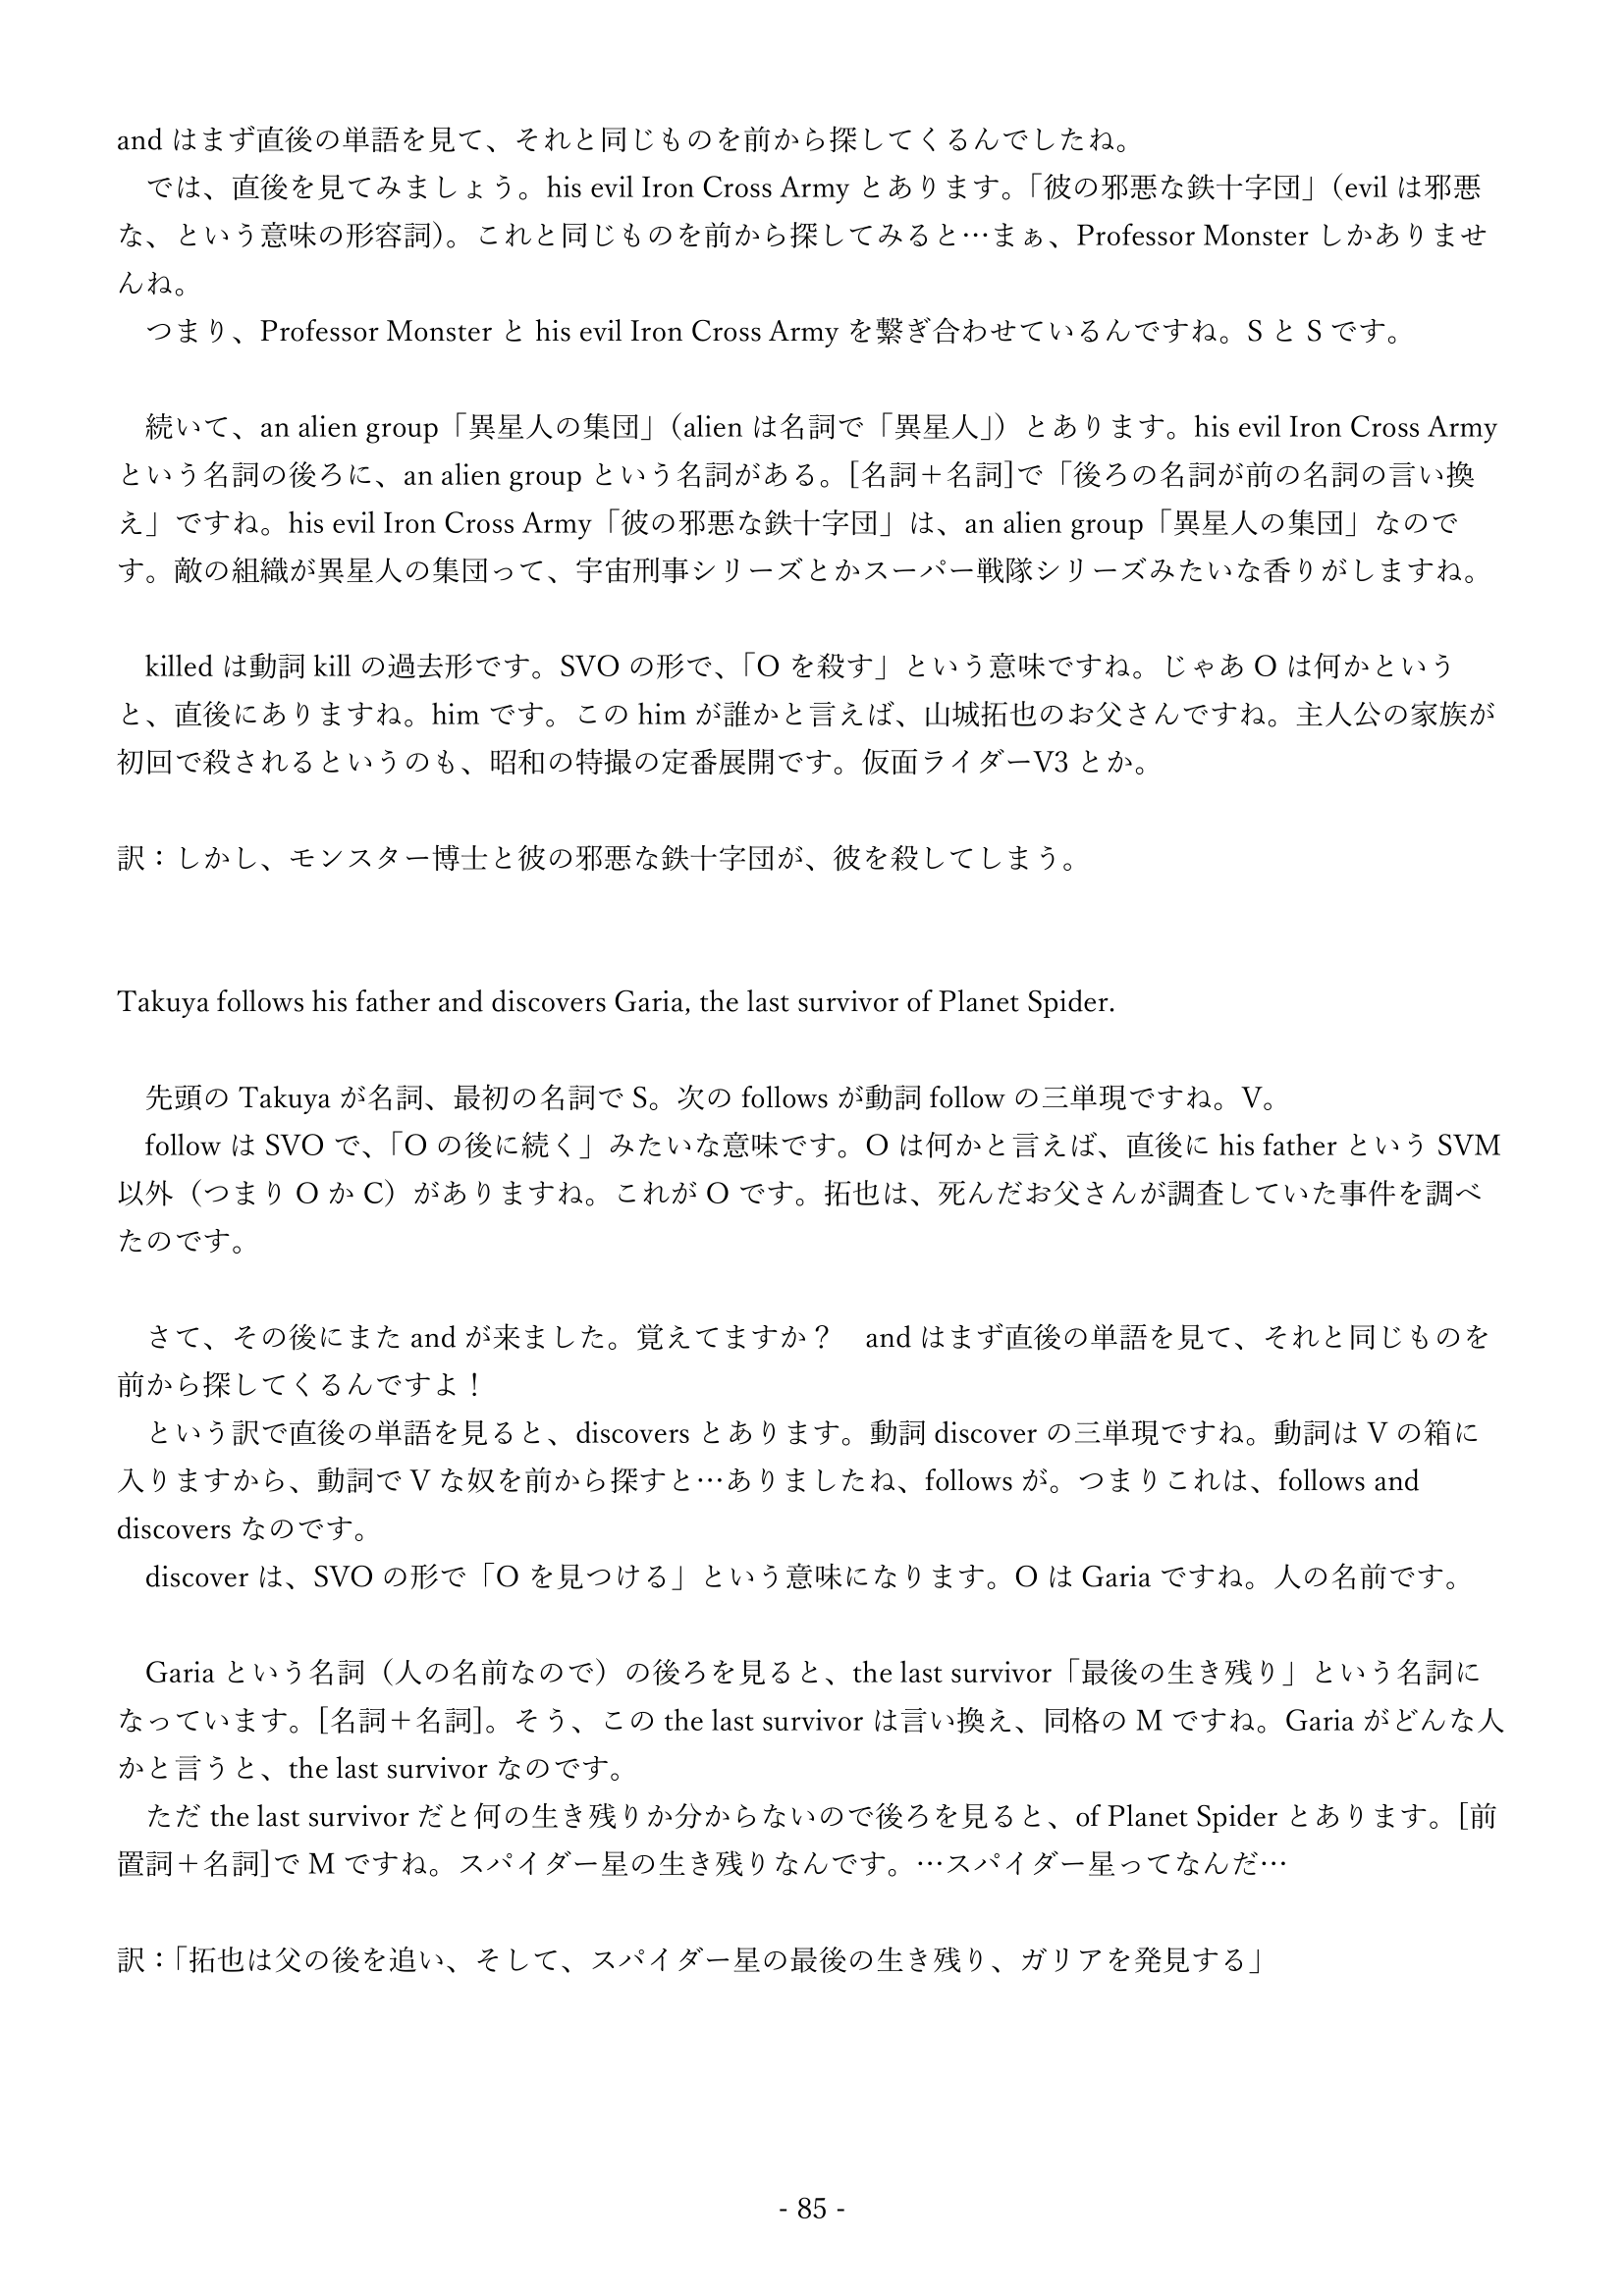 and はまず直後の単語を見て、それと同じものを前から探してくるんでしたね。
では、直後を見てみましょう。his evil Iron Cross Army とあります。「彼の邪悪な鉄十字団」（evil は邪悪
な、という意味の形容詞）。これと同じものを前から探してみると…まぁ、Professor Monster しかありませ
んね。
つまり、Professor Monster と his evil Iron Cross Army を繋ぎ合わせているんですね。S と S です。
続いて、an alien group「異星人の集団」（alien は名詞で「異星人」）とあります。his evil Iron Cross Army
という名詞の後ろに、an alien group という名詞がある。[名詞＋名詞]で「後ろの名詞が前の名詞の言い換
え」ですね。his evil Iron Cross Army「彼の邪悪な鉄十字団」は、an alien group「異星人の集団」なので
す。敵の組織が異星人の集団って、宇宙刑事シリーズとかスーパー戦隊シリーズみたいな香りがしますね。
killed は動詞 kill の過去形です。SVO の形で、「O を殺す」という意味ですね。じゃあ O は何かという
と、直後にありますね。him です。この him が誰かと言えば、山城拓也のお父さんですね。主人公の家族が
初回で殺されるというのも、昭和の特撮の定番展開です。仮面ライダーV3 とか。
訳：しかし、モンスター博士と彼の邪悪な鉄十字団が、彼を殺してしまう。
Takuya follows his father and discovers Garia, the last survivor of Planet Spider.
先頭の Takuya が名詞、最初の名詞で S。次の follows が動詞 follow の三単現ですね。V。
follow は SVO で、「O の後に続く」みたいな意味です。O は何かと言えば、直後に his father という SVM
以外（つまり O か C）がありますね。これが O です。拓也は、死んだお父さんが調査していた事件を調べ
たのです。
さて、その後にまた and が来ました。覚えてますか？　and はまず直後の単語を見て、それと同じものを
前から探してくるんですよ！
という訳で直後の単語を見ると、discovers とあります。動詞 discover の三単現ですね。動詞は V の箱に
入りますから、動詞で V な奴を前から探すと…ありましたね、follows が。つまりこれは、follows and
discovers なのです。
discover は、SVO の形で「O を見つける」という意味になります。O は Garia ですね。人の名前です。
Garia という名詞（人の名前なので）の後ろを見ると、the last survivor「最後の生き残り」という名詞に
なっています。[名詞＋名詞]。そう、この the last survivor は言い換え、同格の M ですね。Garia がどんな人
かと言うと、the last survivor なのです。
ただ the last survivor だと何の生き残りか分からないので後ろを見ると、of Planet Spider とあります。[前
置詞＋名詞]で M ですね。スパイダー星の生き残りなんです。…スパイダー星ってなんだ…
訳：「拓也は父の後を追い、そして、スパイダー星の最後の生き残り、ガリアを発見する」
- 85 -